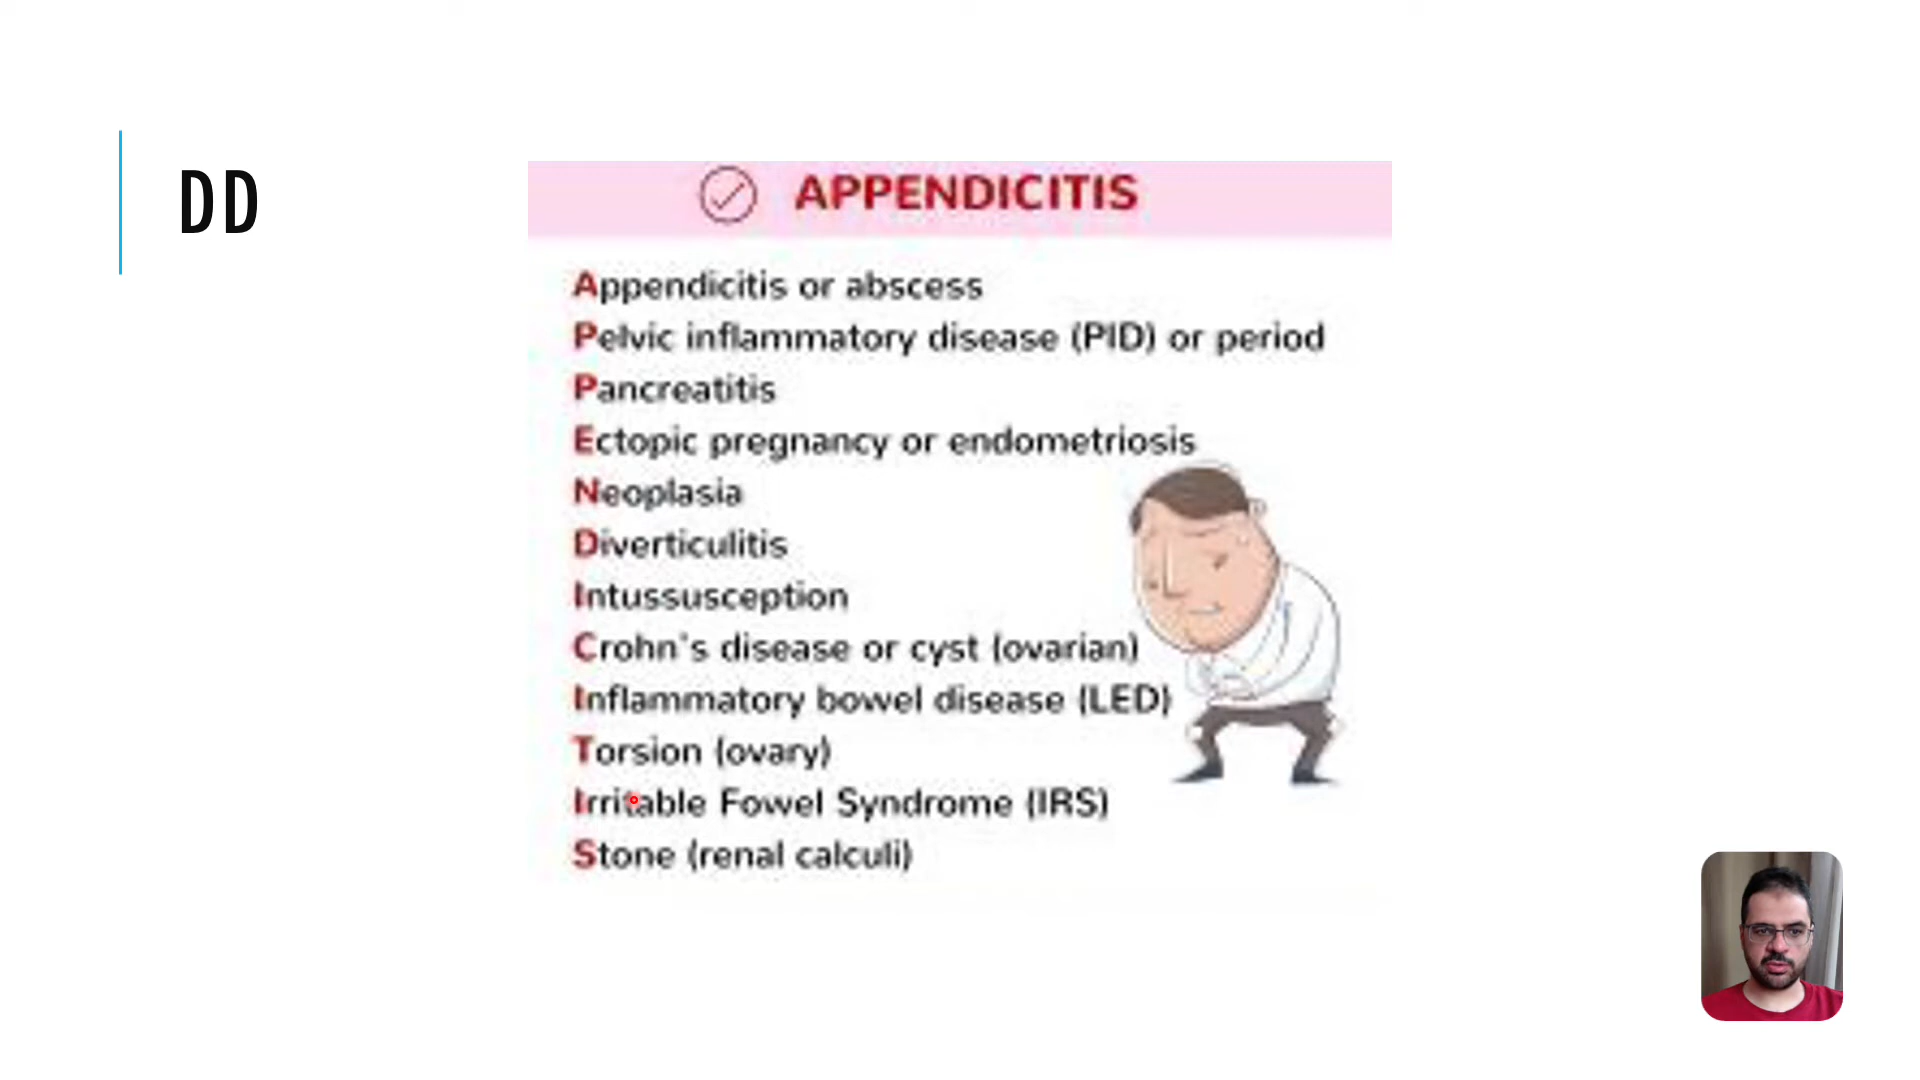 DD
APPENDICITIS
Appendicitis or abscess
Pelvic inflammatory disease (PID) or period
Pancreatitis
Ectopic pregnancy or endometriosis
Neoplasia
Diverticulitis
Intussusception
Crohn's disease or cyst (ovarian)
Inflammatory bowel disease (LED)
Torsion (ovary)
Irritable Fowel Syndrome (IRS)
Stone (renal calculi)